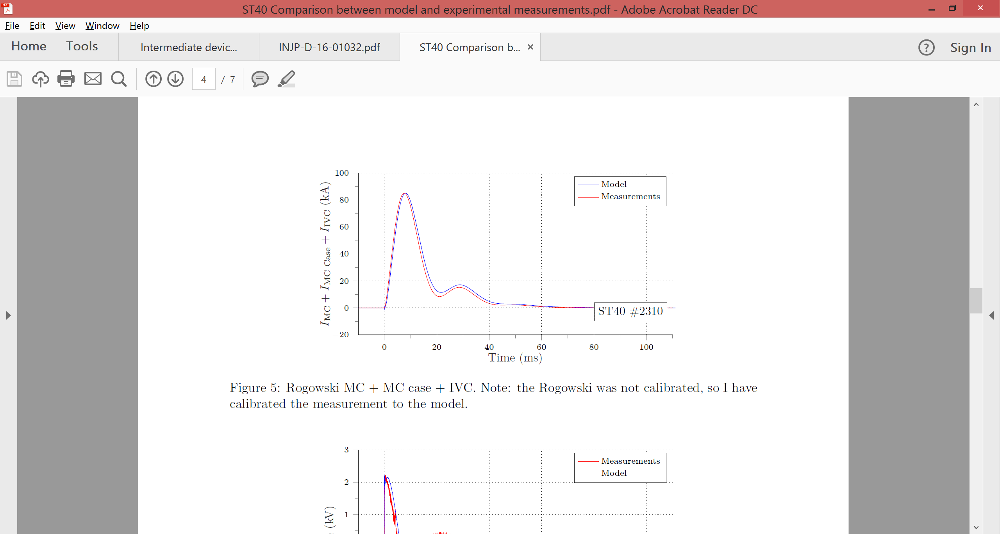 ST40 Comparison between model and experimental measurements.pdf - Adobe Acrobat Reader DC
File Edit View Window Help
Home Tools Intermediate devic... INJP-D-16-01032.pdf ST40 Comparison b... Sign In
4 / 7
I_MC + I_MC Case + I_IVC (kA)
100
80
60
40
20
0
−20
Model
Measurements
ST40 #2310
0 20 40 60 80 100
Time (ms)
Figure 5: Rogowski MC + MC case + IVC. Note: the Rogowski was not calibrated, so I have
calibrated the measurement to the model.
3
2
1
(kV)
Measurements
Model